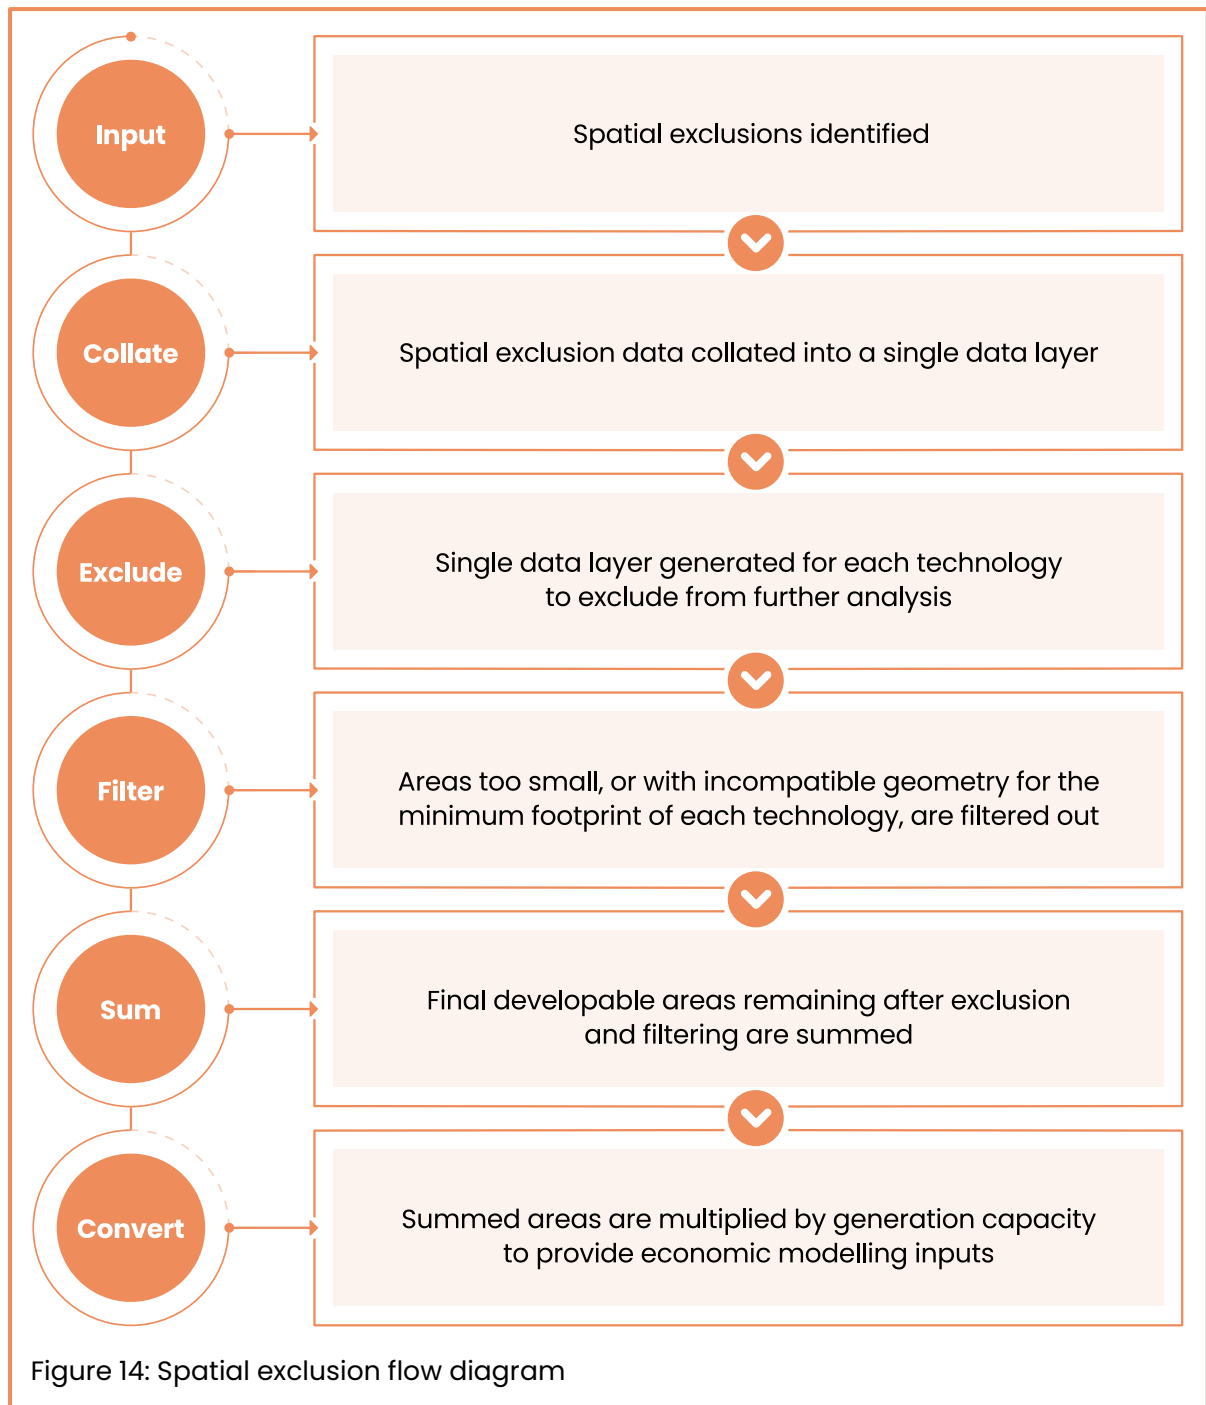 Input
Spatial exclusions identified
Collate
Spatial exclusion data collated into a single data layer
Exclude
Single data layer generated for each technology
to exclude from further analysis
Filter
Areas too small, or with incompatible geometry for the
minimum footprint of each technology, are filtered out
Sum
Final developable areas remaining after exclusion
and filtering are summed
Convert
Summed areas are multiplied by generation capacity
to provide economic modelling inputs
Figure 14: Spatial exclusion flow diagram